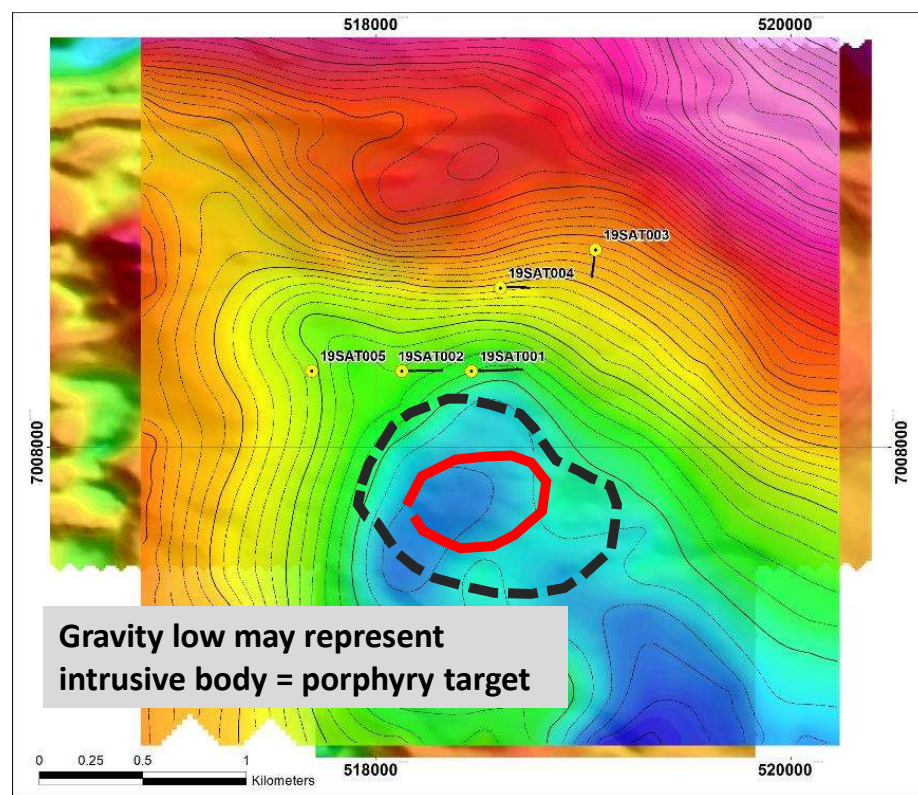 518000
520000
19SAT003
19SAT004
19SAT005
19SAT002
19SAT001
7008000
7008000
Gravity low may represent
intrusive body = porphyry target
0 0.25 0.5 1
Kilometers
518000
520000